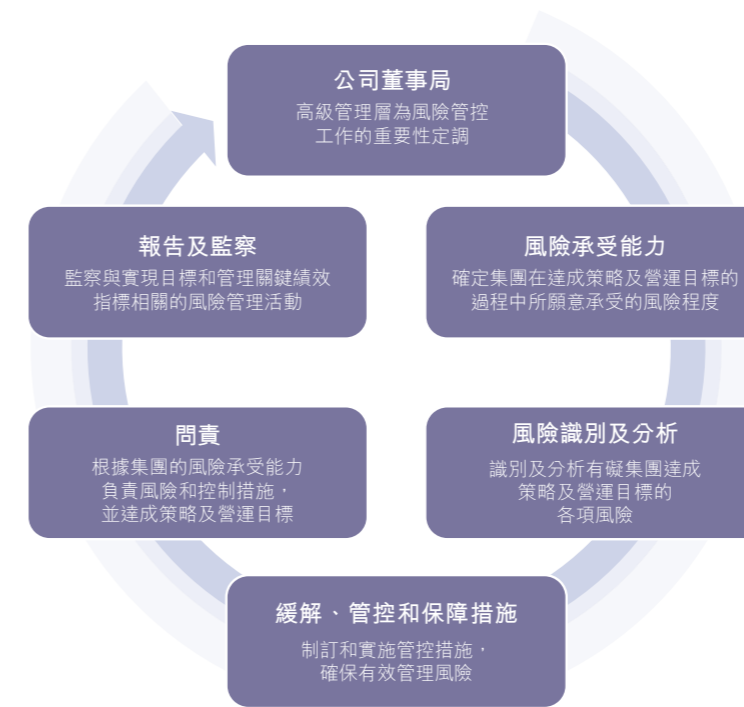 公司董事局
高級管理層為風險管控
工作的重要性定調
風險承受能力
確定集團在達成策略及營運目標的
過程中所願意承受的風險程度
風險識別及分析
識別及分析有礙集團達成
策略及營運目標的
各項風險
緩解、管控和保障措施
制訂和實施管控措施，
確保有效管理風險
問責
根據集團的風險承受能力
負責風險和控制措施，
並達成策略及營運目標
報告及監察
監察與實現目標和管理關鍵績效
指標相關的風險管理活動